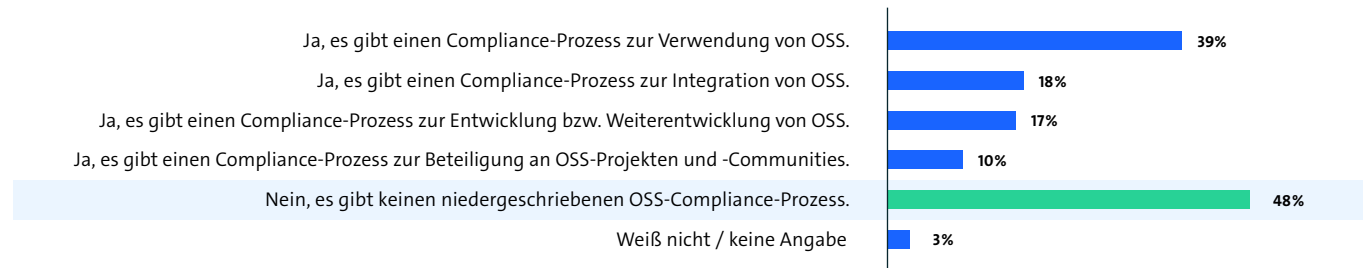 Ja, es gibt einen Compliance-Prozess zur Verwendung von OSS. 39%
Ja, es gibt einen Compliance-Prozess zur Integration von OSS. 18%
Ja, es gibt einen Compliance-Prozess zur Entwicklung bzw. Weiterentwicklung von OSS. 17%
Ja, es gibt einen Compliance-Prozess zur Beteiligung an OSS-Projekten und -Communities. 10%
Nein, es gibt keinen niedergeschriebenen OSS-Compliance-Prozess. 48%
Weiß nicht / keine Angabe 3%